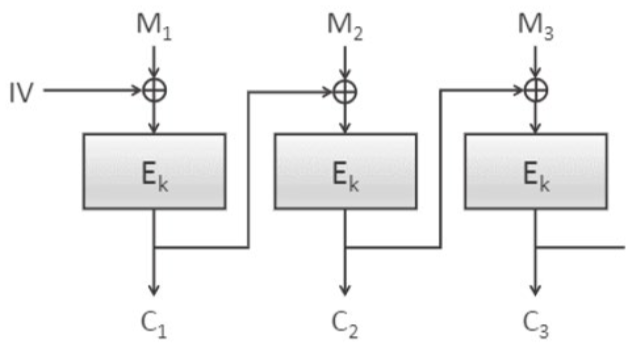 M₁ M₂ M₃
IV
Eₖ Eₖ Eₖ
C₁ C₂ C₃